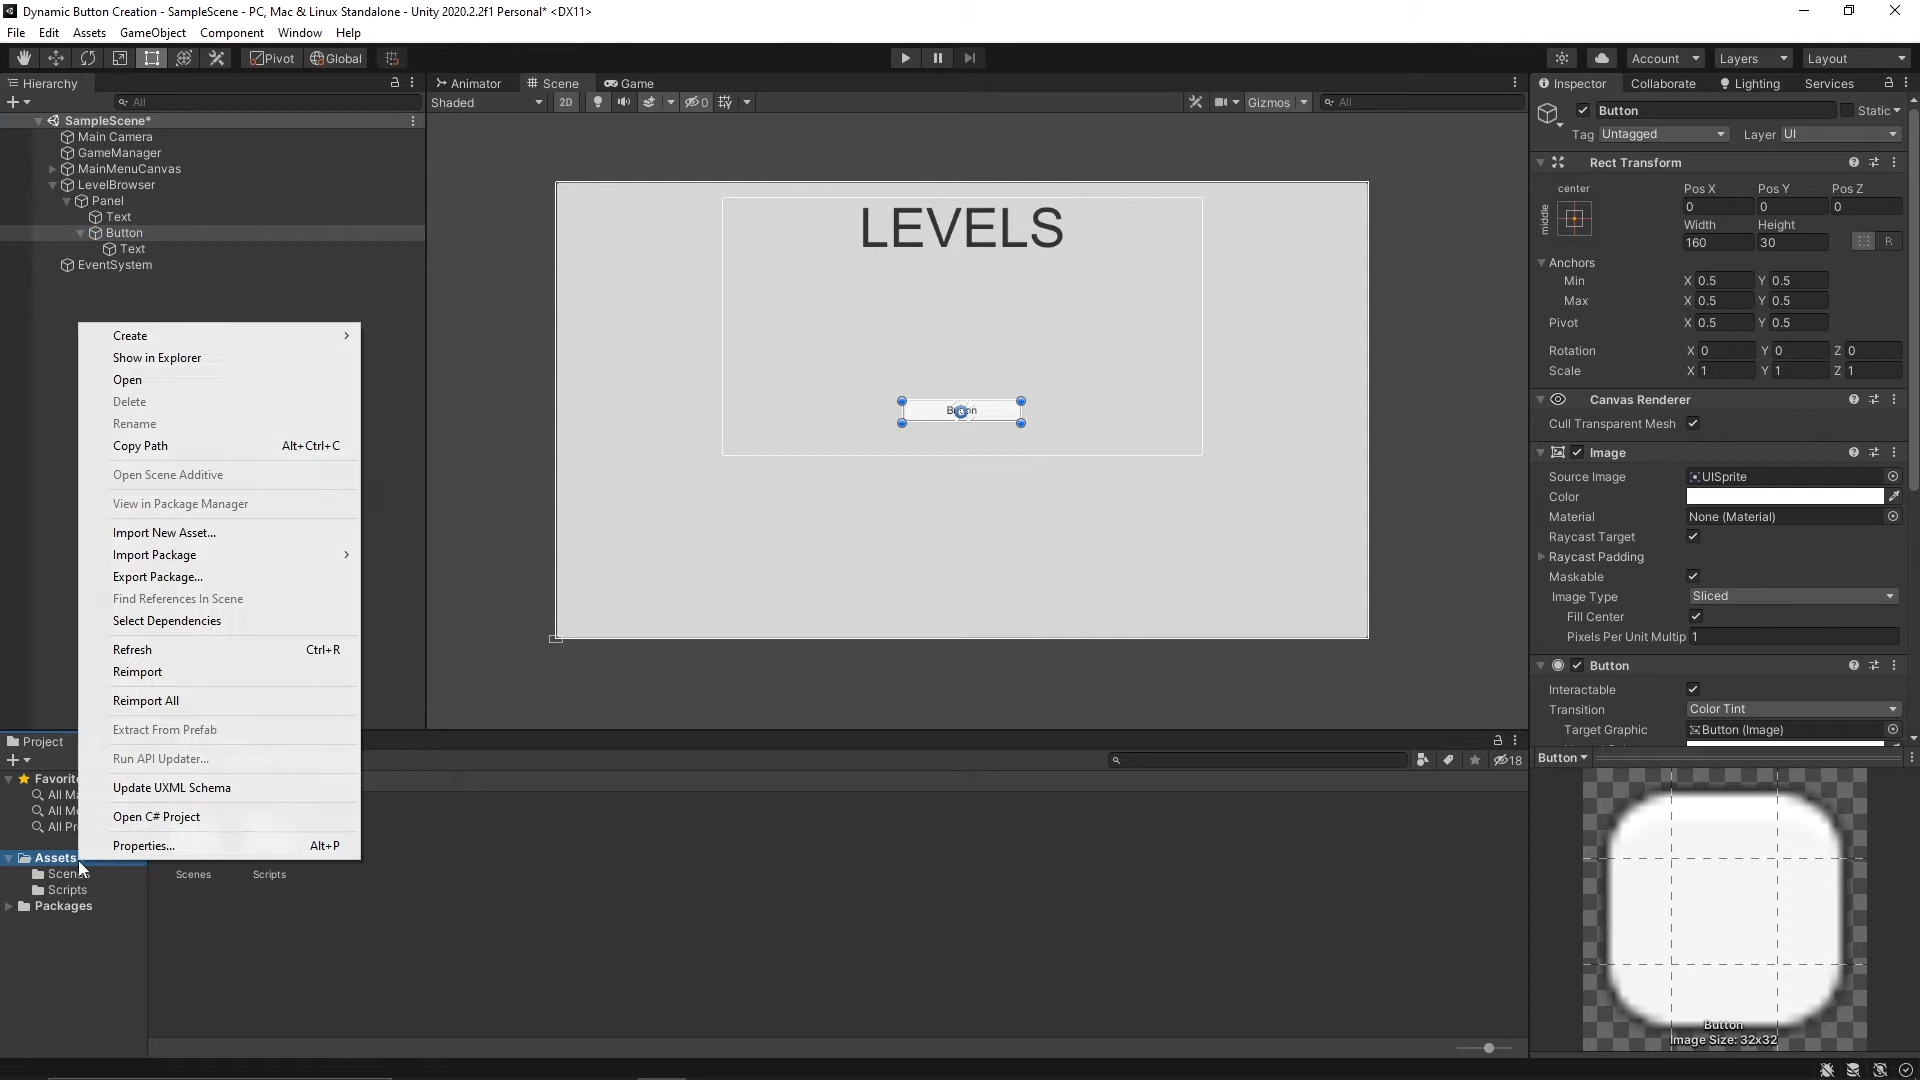 Dynamic Button Creation - SampleScene - PC, Mac & Linux Standalone - Unity 2020.2.2f1 Personal* <DX11>
File Edit Assets GameObject Component Window Help
Pivot Global Account Layers Layout
Hierarchy
All
SampleScene*
Main Camera
GameManager
MainMenuCanvas
LevelBrowser
Panel
Text
Button
Text
EventSystem
Animator Scene Game
Shaded 2D 0 Gizmos All
LEVELS
Create
Show in Explorer
Open
Delete
Rename
Copy Path Alt+Ctrl+C
Open Scene Additive
View in Package Manager
Import New Asset...
Import Package
Export Package...
Find References In Scene
Select Dependencies
Refresh Ctrl+R
Reimport
Reimport All
Extract From Prefab
Run API Updater...
Update UXML Schema
Open C# Project
Properties... Alt+P
Project
18
Favorite
All Ma
All Mo
All Pr
Assets
Scenes
Scripts
Packages
Scenes Scripts
Inspector Collaborate Lighting Services
Button Static
Tag Untagged Layer UI
Rect Transform
center Pos X Pos Y Pos Z
middle 0 0 0
Width Height
160 30 R
Anchors
Min X 0.5 Y 0.5
Max X 0.5 Y 0.5
Pivot X 0.5 Y 0.5
Rotation X 0 Y 0 Z 0
Scale X 1 Y 1 Z 1
Canvas Renderer
Cull Transparent Mesh
Image
Source Image UISprite
Color
Material None (Material)
Raycast Target
Raycast Padding
Maskable
Image Type Sliced
Fill Center
Pixels Per Unit Multip 1
Button
Interactable
Transition Color Tint
Target Graphic Button (Image)
Button
Button
Image Size: 32x32